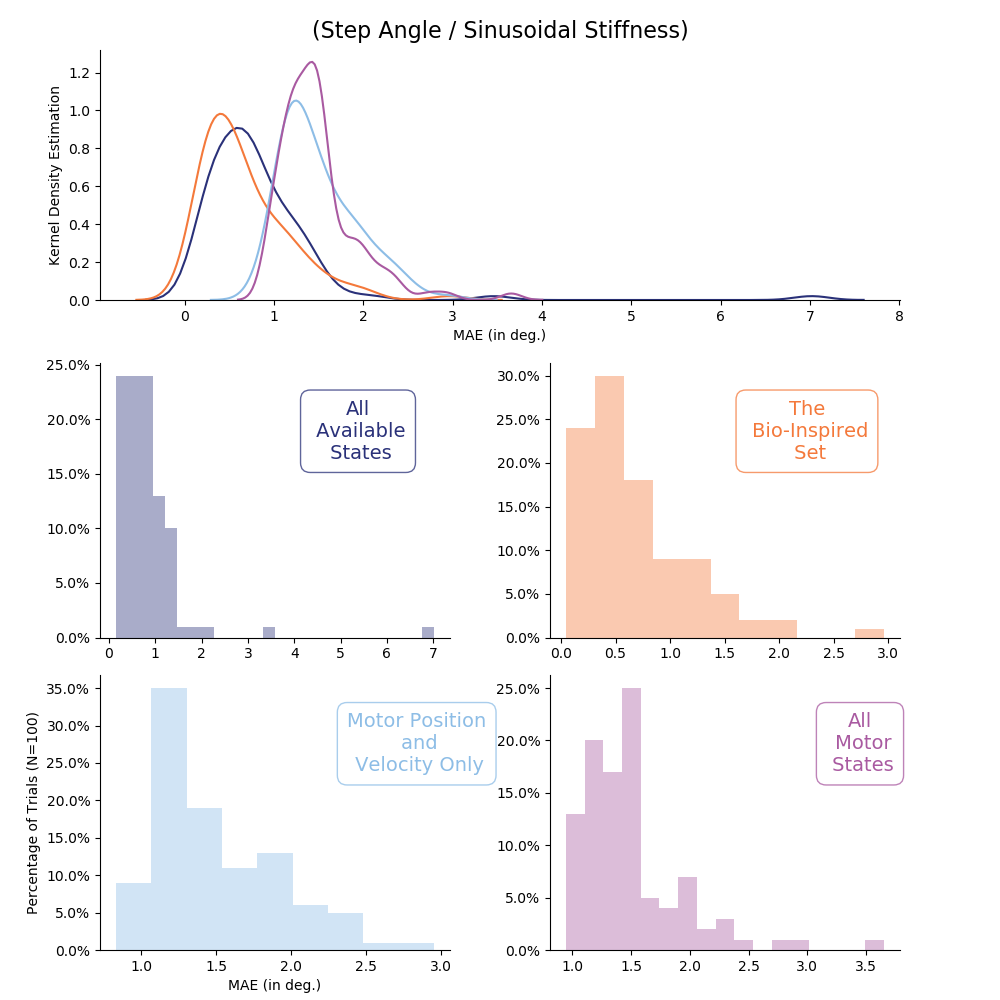 (Step Angle / Sinusoidal Stiffness)
Kernel Density Estimation
1.2
1.0
0.8
0.6
0.4
0.2
0.0
0 1 2 3 4 5 6 7 8
MAE (in deg.)
25.0%
20.0%
15.0%
10.0%
5.0%
0.0%
0 1 2 3 4 5 6 7
All
Available
States
30.0%
25.0%
20.0%
15.0%
10.0%
5.0%
0.0%
0.0 0.5 1.0 1.5 2.0 2.5 3.0
The
Bio-Inspired
Set
Percentage of Trials (N=100)
35.0%
30.0%
25.0%
20.0%
15.0%
10.0%
5.0%
0.0%
1.0 1.5 2.0 2.5 3.0
MAE (in deg.)
Motor Position
and
Velocity Only
25.0%
20.0%
15.0%
10.0%
5.0%
0.0%
1.0 1.5 2.0 2.5 3.0 3.5
All
Motor
States